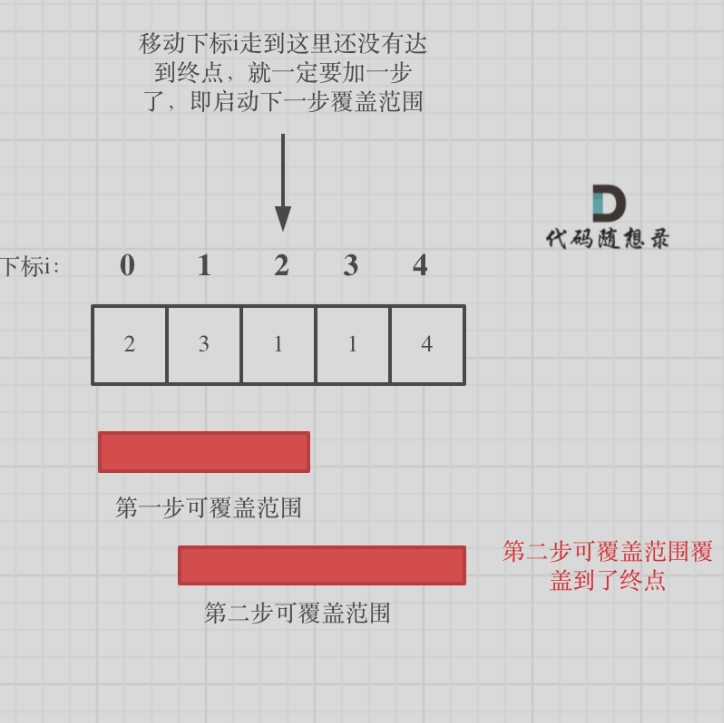 移动下标i走到这里还没有达
到终点，就一定要加一步
了，即启动下一步覆盖范围
代码随想录
下标i： 0 1 2 3 4
2 3 1 1 4
第一步可覆盖范围
第二步可覆盖范围覆
盖到了终点
第二步可覆盖范围